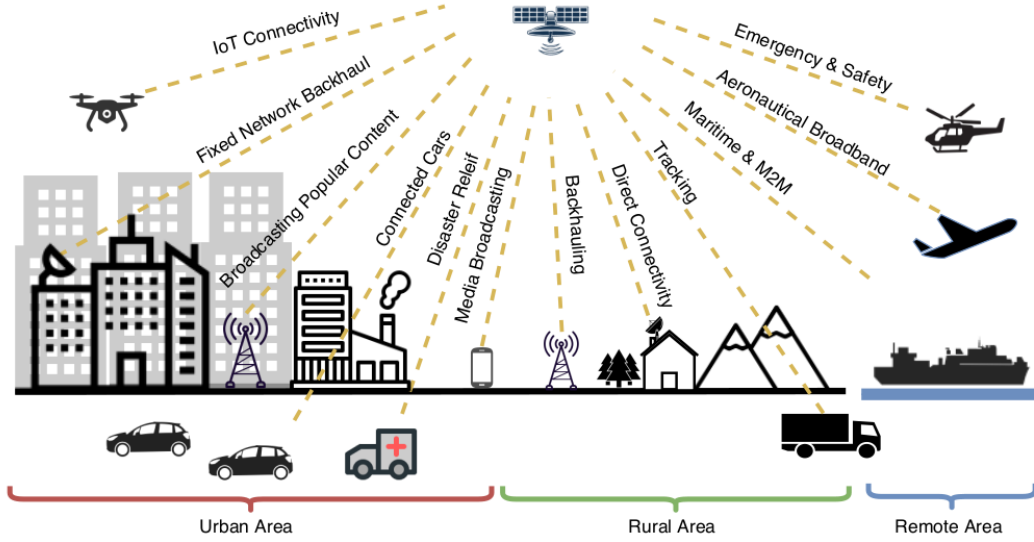 IoT Connectivity
Fixed Network Backhaul
Broadcasting Popular Content
Connected Cars
Disaster Releif
Media Broadcasting
Backhauling
Direct Connectivity
Tracking
Maritime & M2M
Aeronautical Broadband
Emergency & Safety
Urban Area
Rural Area
Remote Area